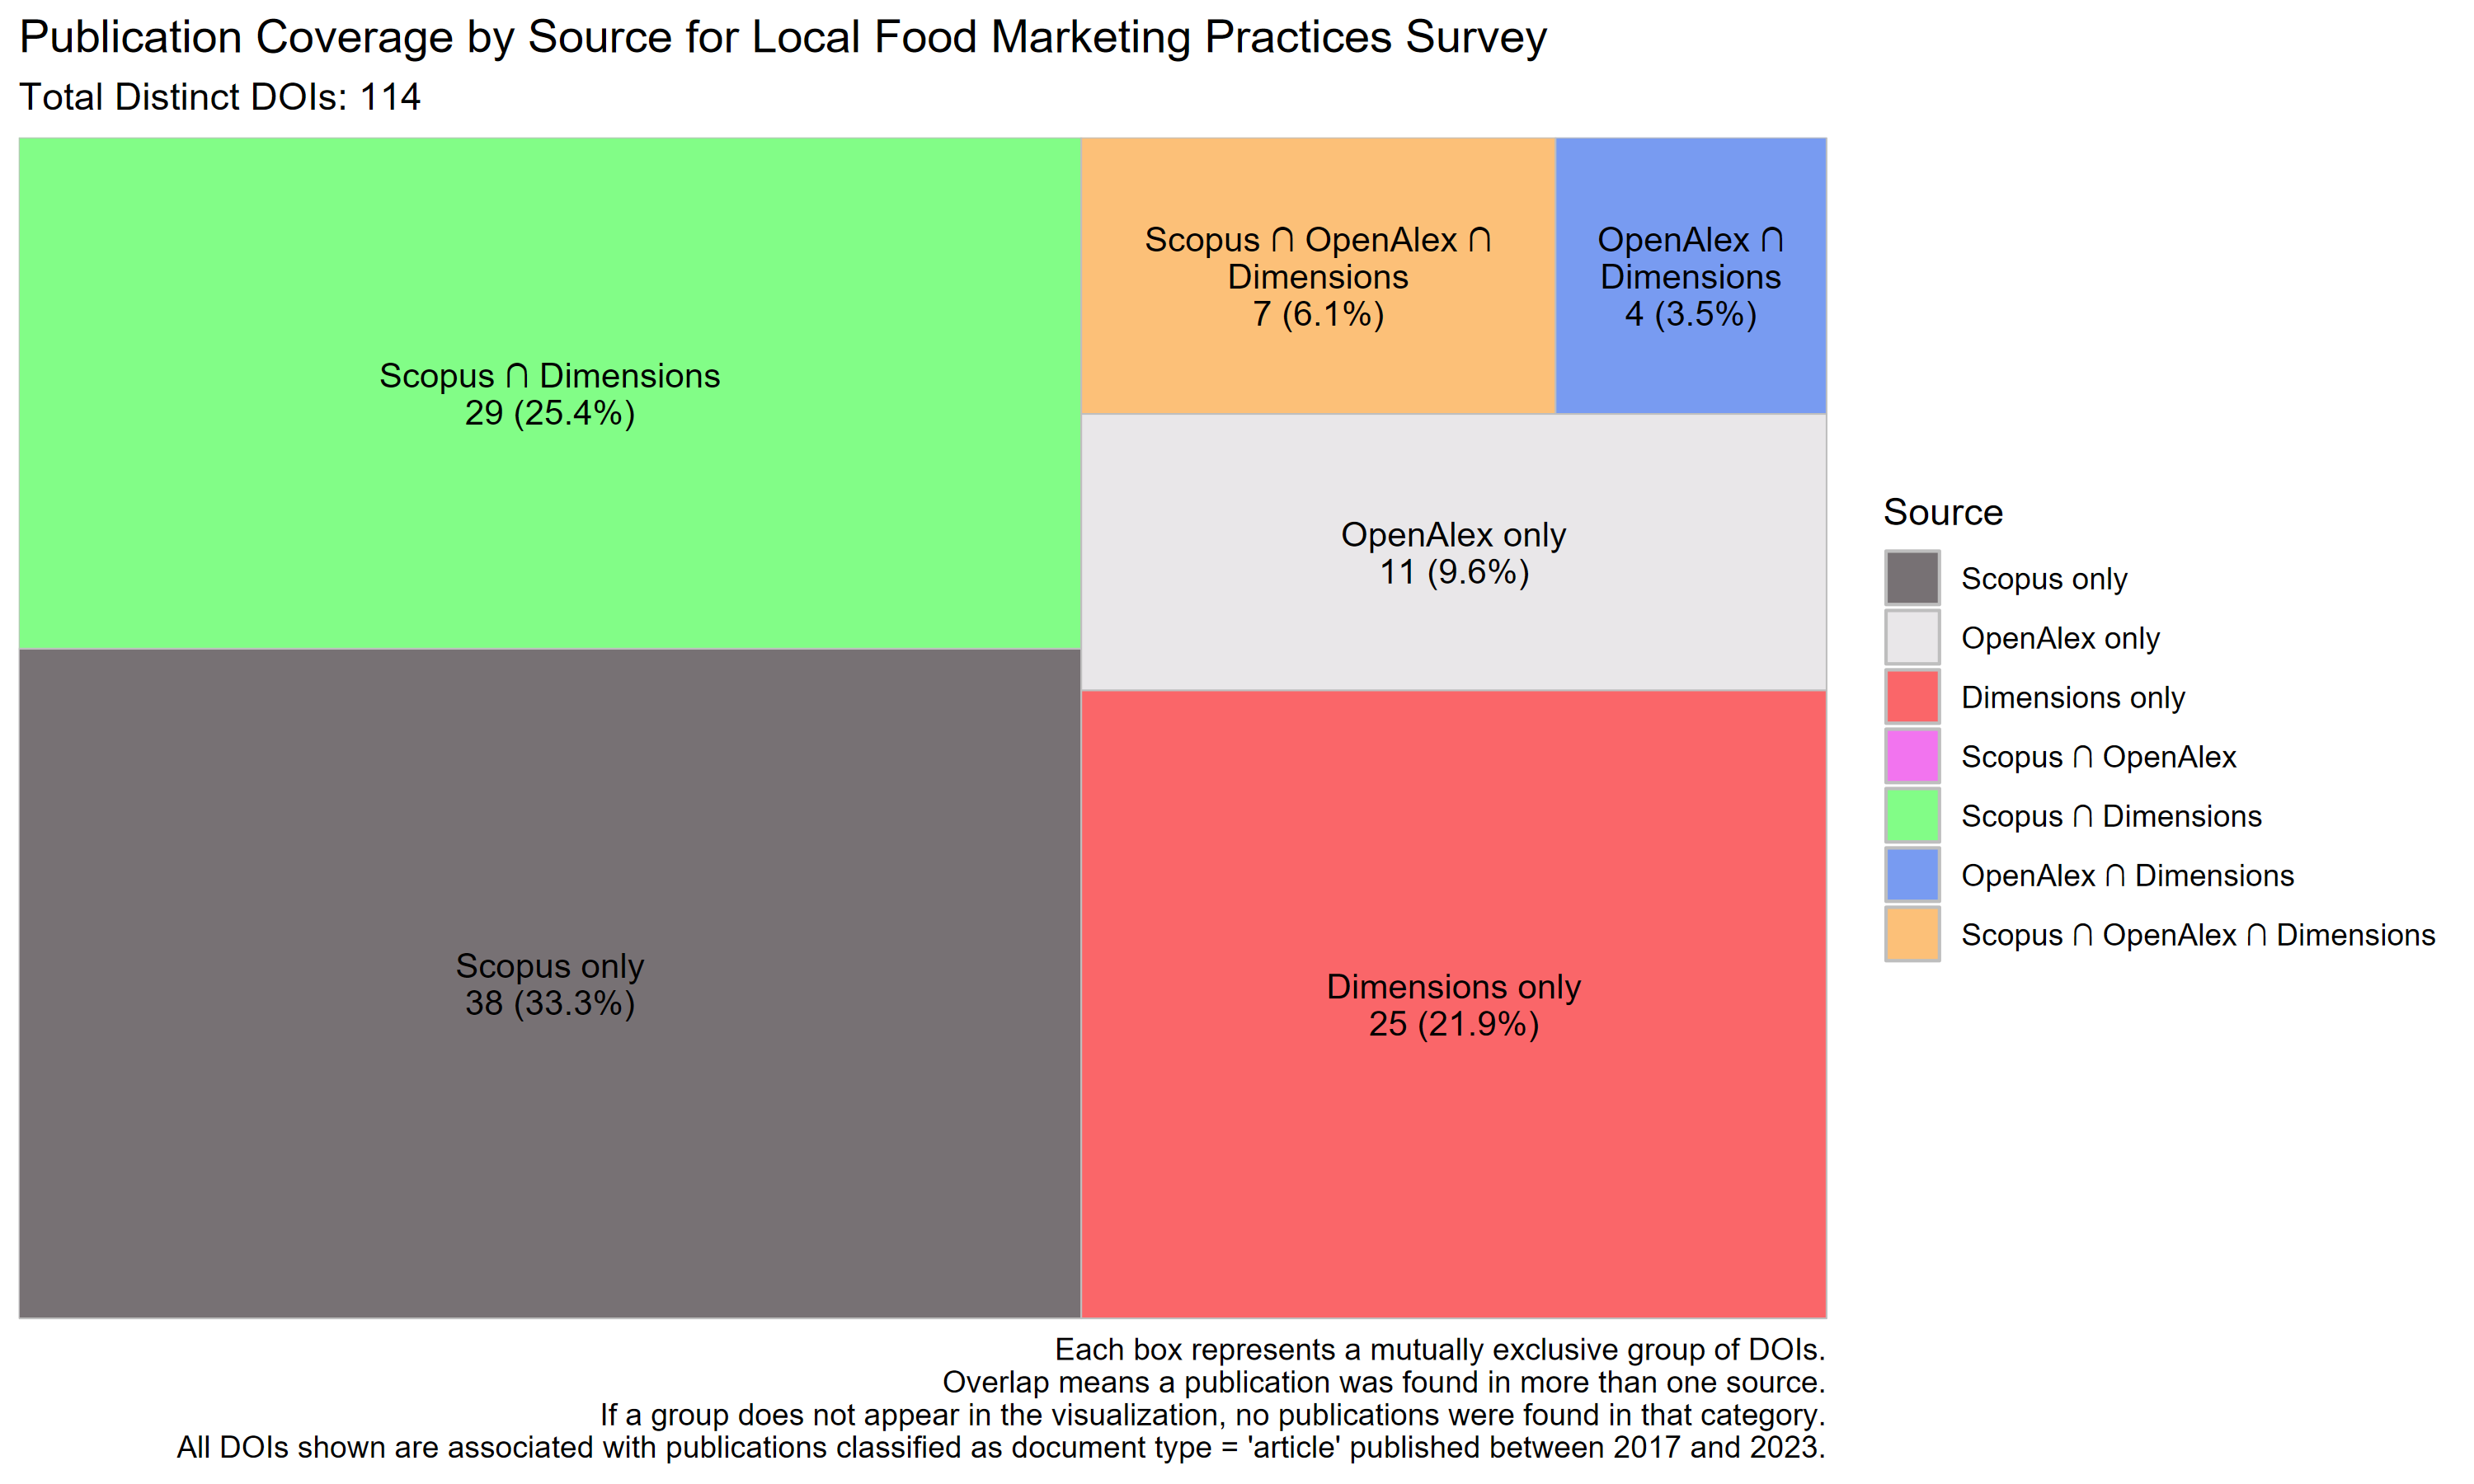 Publication Coverage by Source for Local Food Marketing Practices Survey
Total Distinct DOIs: 114
Scopus ∩ Dimensions
29 (25.4%)
Scopus ∩ OpenAlex ∩
Dimensions
7 (6.1%)
OpenAlex ∩
Dimensions
4 (3.5%)
OpenAlex only
11 (9.6%)
Scopus only
38 (33.3%)
Dimensions only
25 (21.9%)
Source
Scopus only
OpenAlex only
Dimensions only
Scopus ∩ OpenAlex
Scopus ∩ Dimensions
OpenAlex ∩ Dimensions
Scopus ∩ OpenAlex ∩ Dimensions
Each box represents a mutually exclusive group of DOIs.
Overlap means a publication was found in more than one source.
If a group does not appear in the visualization, no publications were found in that category.
All DOIs shown are associated with publications classified as document type = 'article' published between 2017 and 2023.